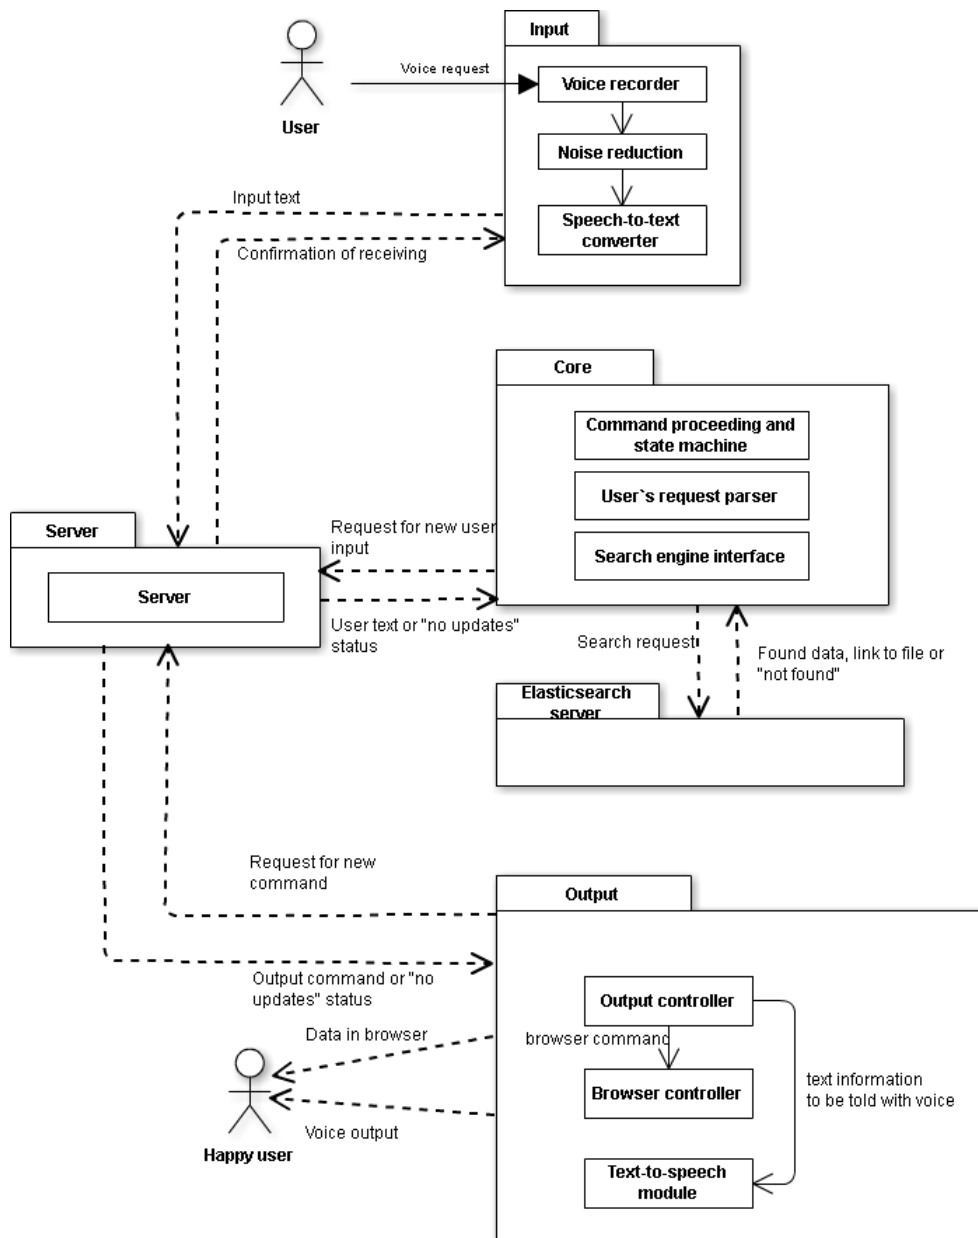 Input
Voice request
Voice recorder
User
Noise reduction
Input text
Speech-to-text
converter
Confirmation of receiving
Core
Command proceeding and
state machine
User`s request parser
Server
Request for new user
input
Search engine interface
Server
User text or "no updates"
status
Search request
Found data, link to file or
"not found"
Elasticsearch
server
Request for new
command
Output
Output command or "no
updates" status
Output controller
Data in browser
browser command
Browser controller
text information
to be told with voice
Voice output
Happy user
Text-to-speech
module